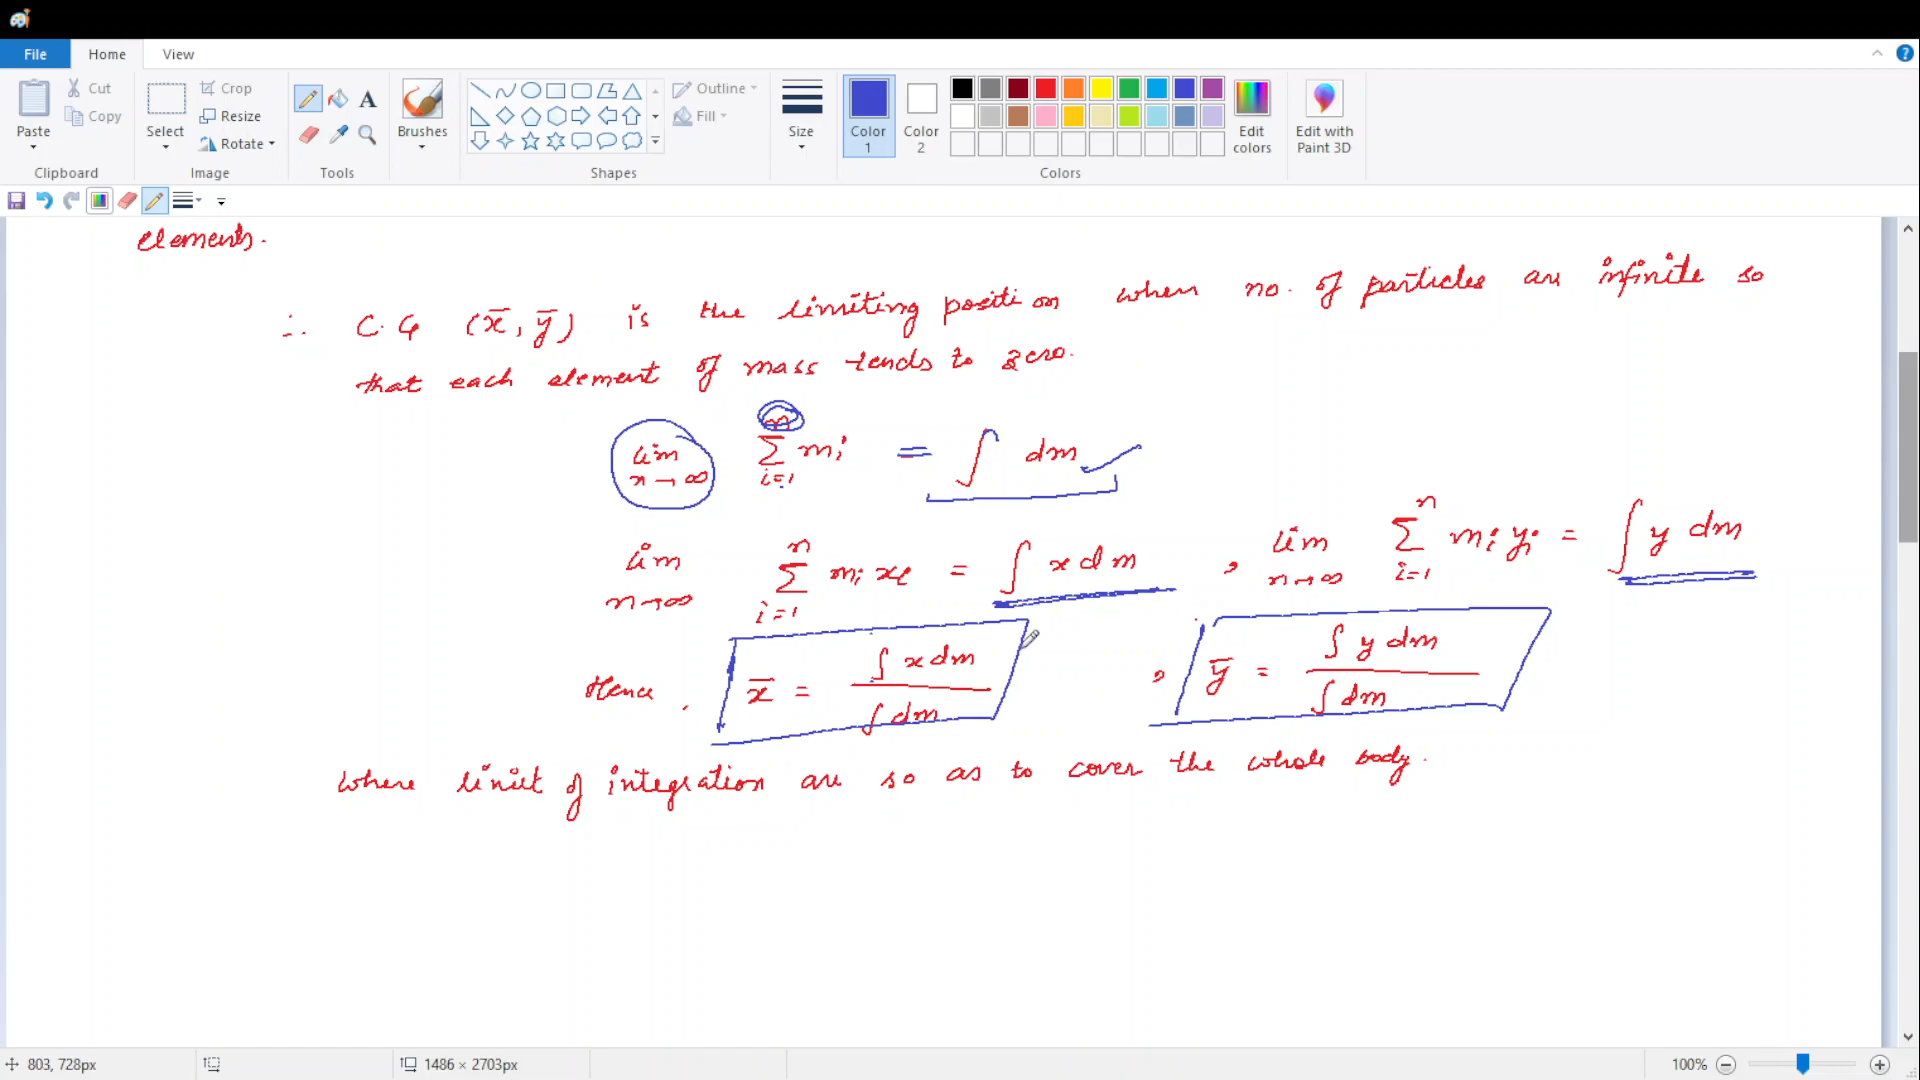 File Home View
Paste Cut Copy Select Crop Resize Rotate Brushes Outline Fill Size Color 1 Color 2 Edit colors Edit with Paint 3D
Clipboard Image Tools Shapes Colors
elements.
∴ C.G (x̄, ȳ) is the limiting position when no. of particles are infinite so
that each element of mass tends to zero.
lim n→∞ ∑ i=1 n mi = ∫ dm
lim n→∞ ∑ i=1 n mi xi = ∫ x dm , lim n→∞ ∑ i=1 n mi yi = ∫ y dm
Hence, x̄ = ∫ x dm / ∫ dm , ȳ = ∫ y dm / ∫ dm
where limit of integration are so as to cover the whole body.
803, 728px 1486 × 2703px 100%